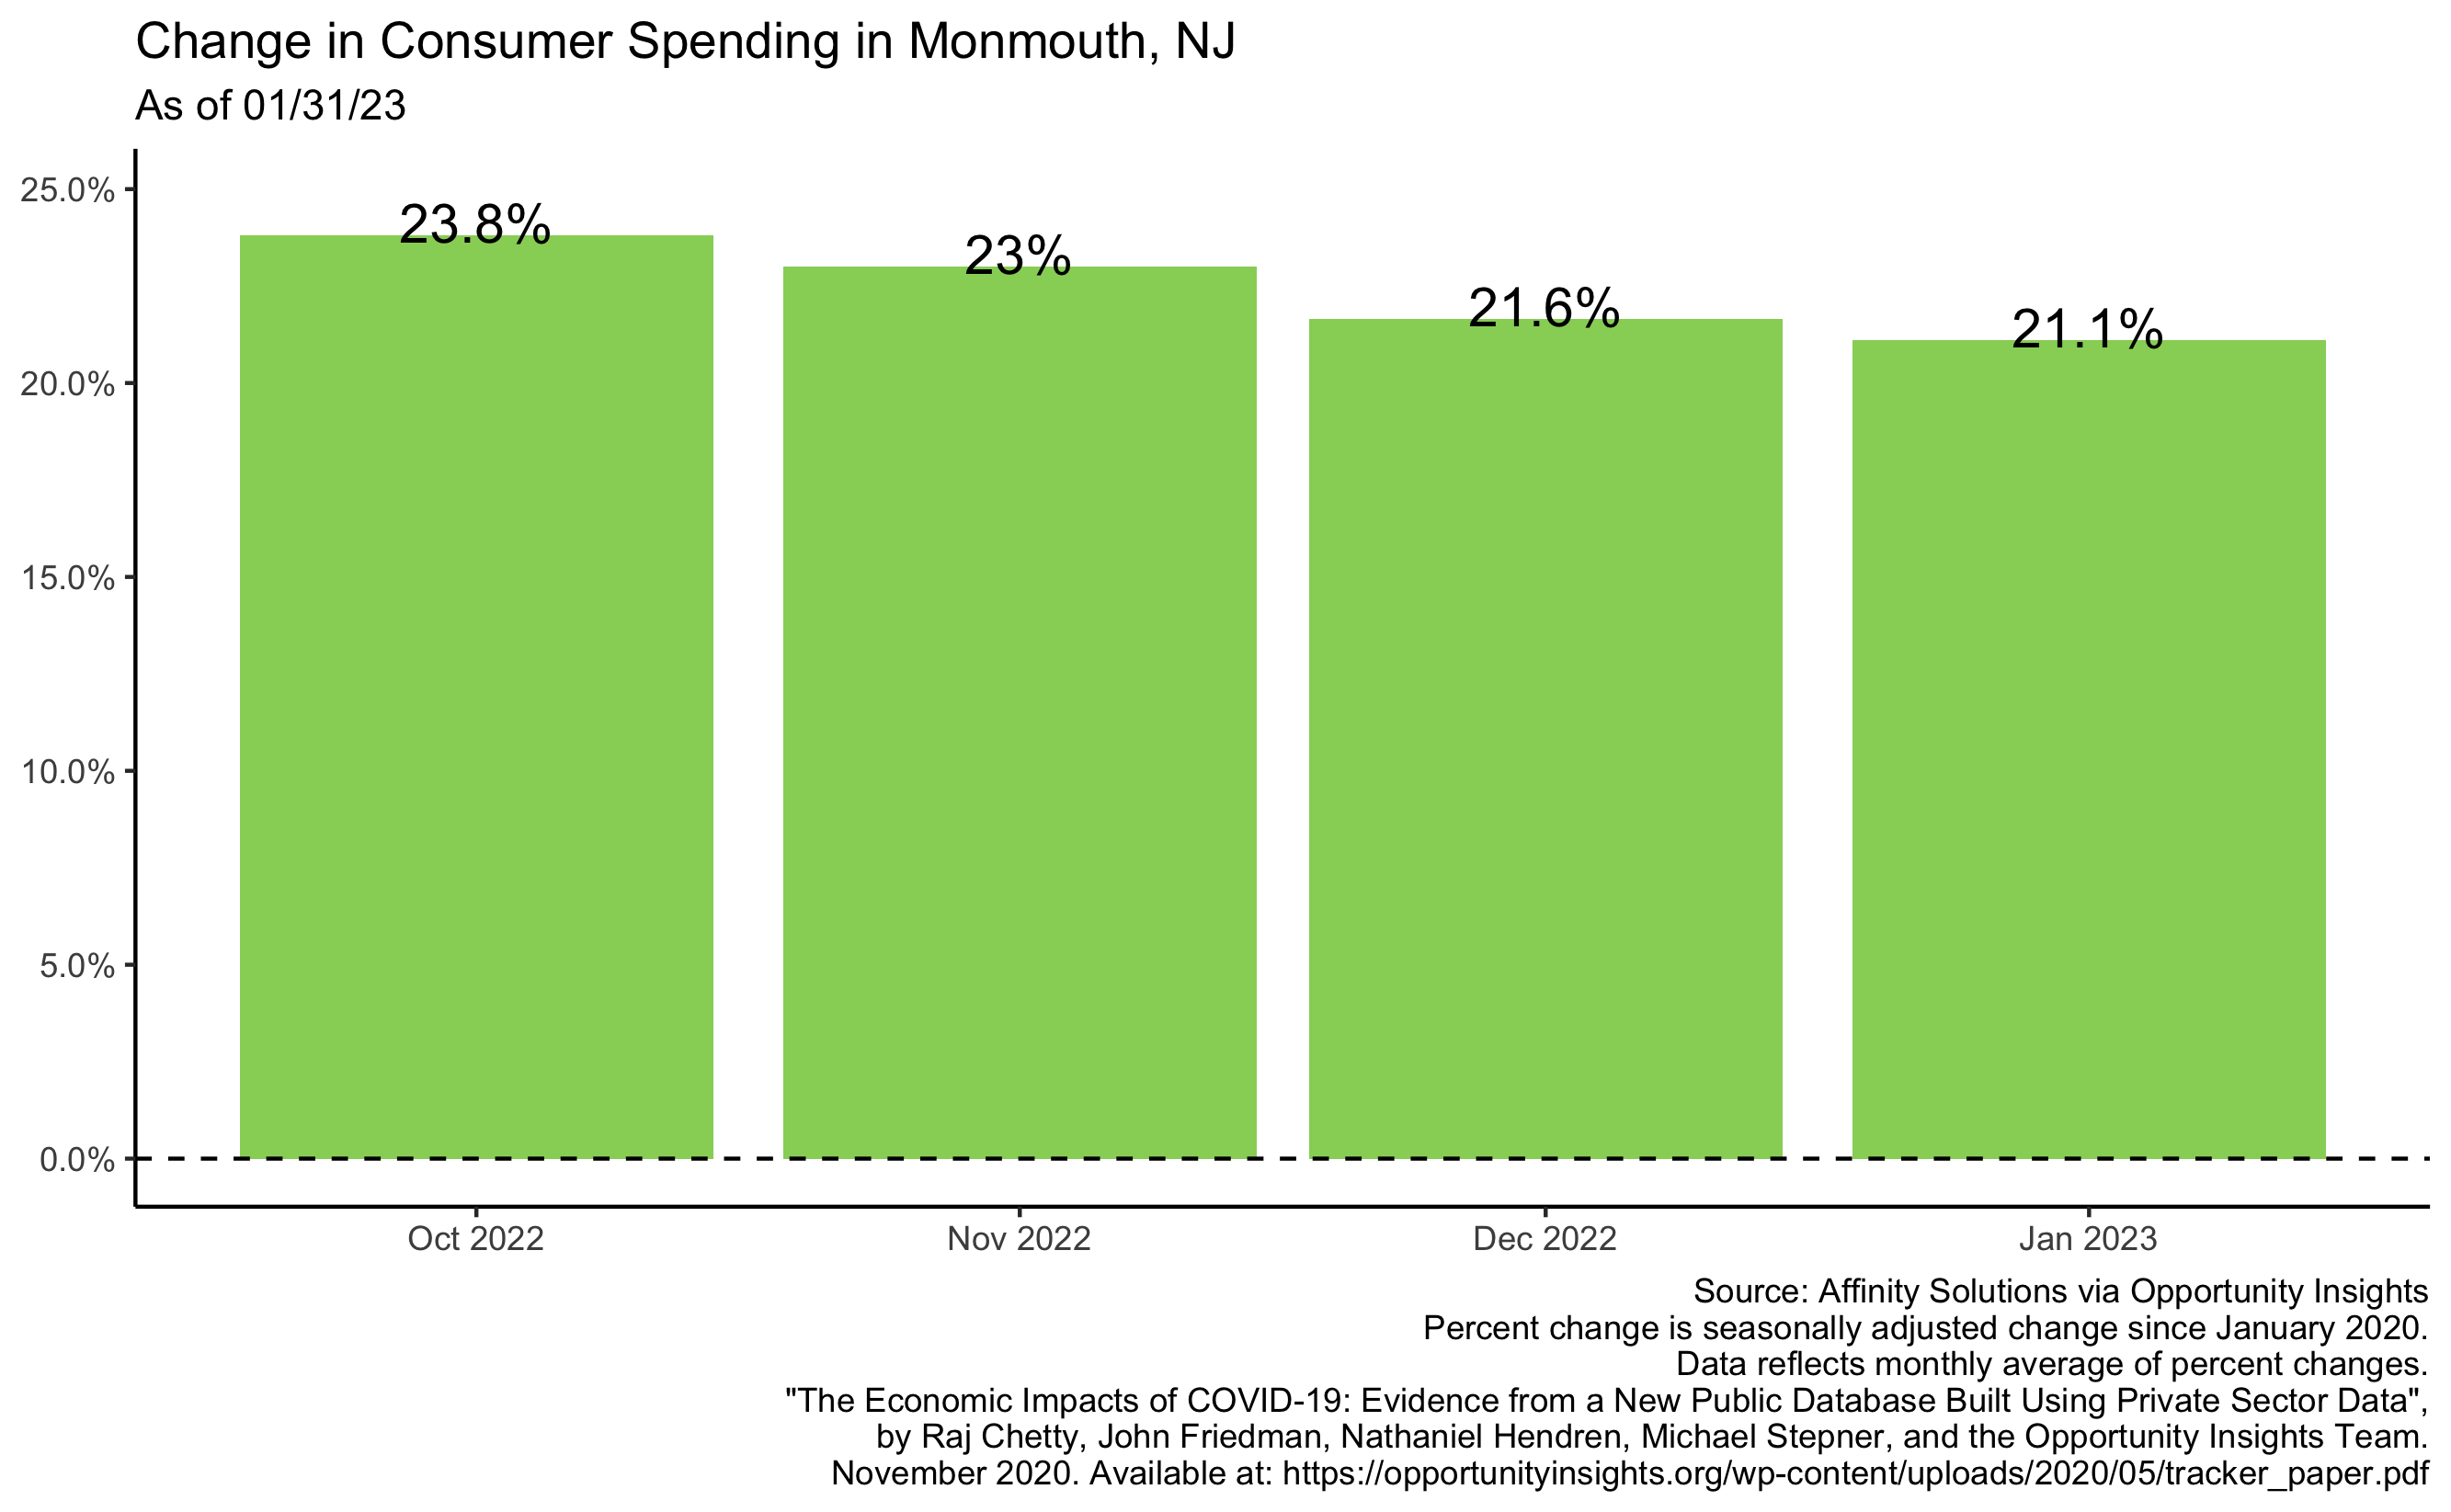 Change in Consumer Spending in Monmouth, NJ
As of 01/31/23
25.0%
20.0%
15.0%
10.0%
5.0%
0.0%
23.8%
23%
21.6%
21.1%
Oct 2022
Nov 2022
Dec 2022
Jan 2023
Source: Affinity Solutions via Opportunity Insights
Percent change is seasonally adjusted change since January 2020.
Data reflects monthly average of percent changes.
"The Economic Impacts of COVID-19: Evidence from a New Public Database Built Using Private Sector Data",
by Raj Chetty, John Friedman, Nathaniel Hendren, Michael Stepner, and the Opportunity Insights Team.
November 2020. Available at: https://opportunityinsights.org/wp-content/uploads/2020/05/tracker_paper.pdf